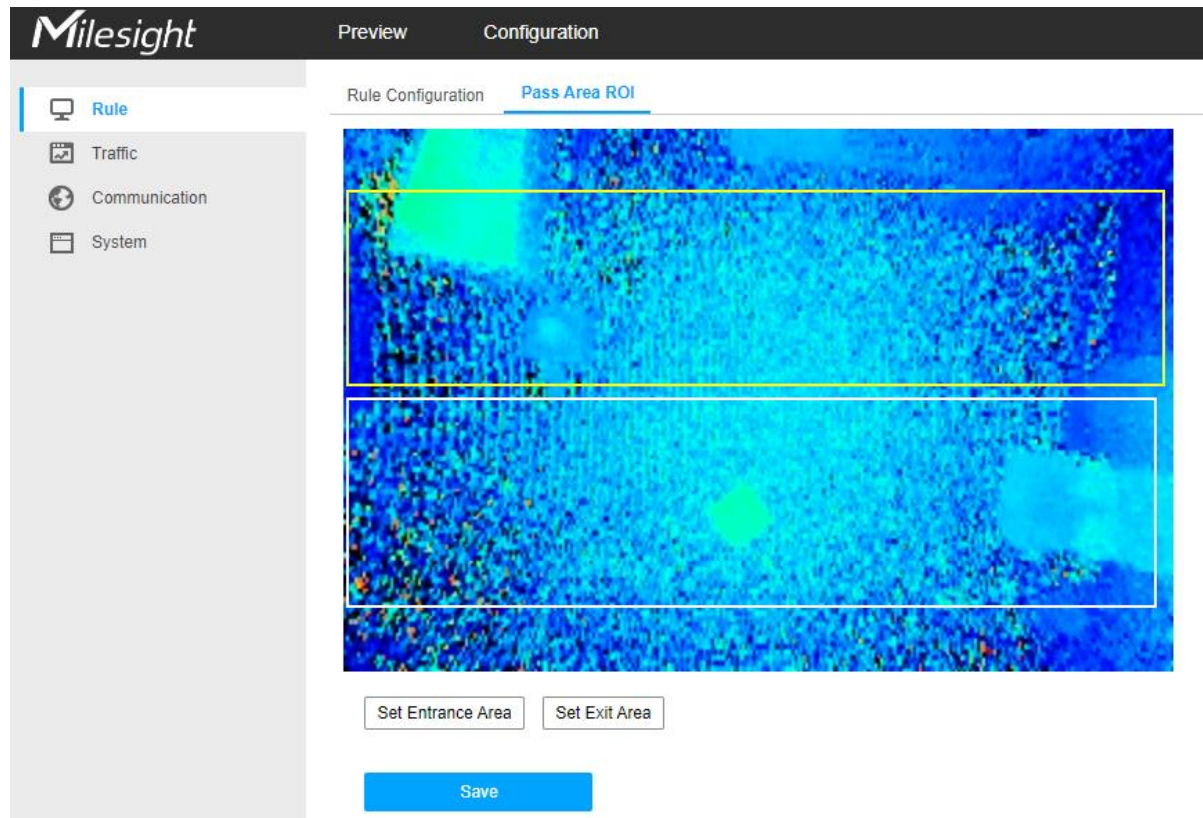 Milesight Preview Configuration
Rule Configuration Pass Area ROI
Rule
Traffic
Communication
System
Set Entrance Area Set Exit Area
Save